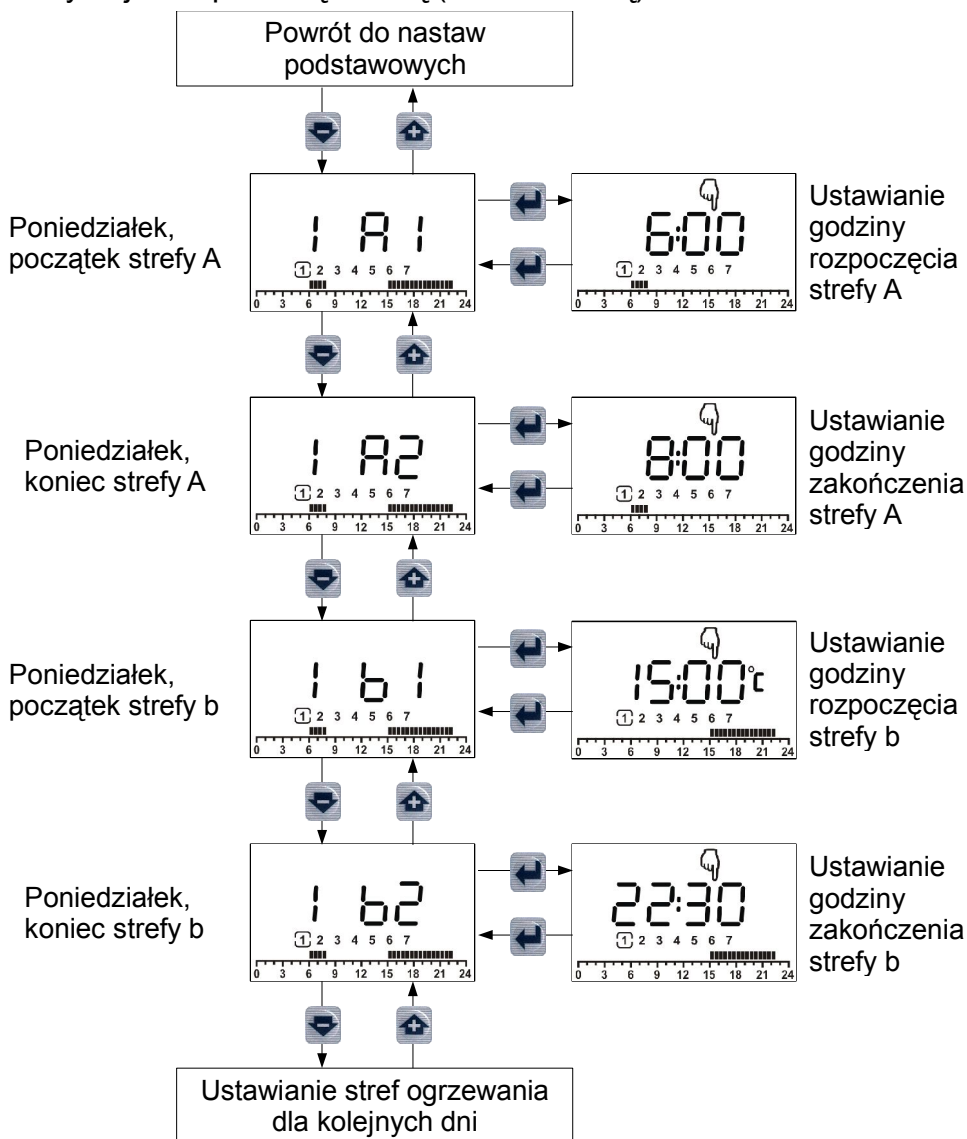 Powrót do nastaw
podstawowych
Poniedziałek,
początek strefy A
1 A1
1 2 3 4 5 6 7
0 3 6 9 12 15 18 21 24
6:00
1 2 3 4 5 6 7
0 3 6 9 12 15 18 21 24
Ustawianie
godziny
rozpoczęcia
strefy A
Poniedziałek,
koniec strefy A
1 A2
1 2 3 4 5 6 7
0 3 6 9 12 15 18 21 24
8:00
1 2 3 4 5 6 7
0 3 6 9 12 15 18 21 24
Ustawianie
godziny
zakończenia
strefy A
Poniedziałek,
początek strefy b
1 b1
1 2 3 4 5 6 7
0 3 6 9 12 15 18 21 24
15:00°C
1 2 3 4 5 6 7
0 3 6 9 12 15 18 21 24
Ustawianie
godziny
rozpoczęcia
strefy b
Poniedziałek,
koniec strefy b
1 b2
1 2 3 4 5 6 7
0 3 6 9 12 15 18 21 24
22:30
1 2 3 4 5 6 7
0 3 6 9 12 15 18 21 24
Ustawianie
godziny
zakończenia
strefy b
Ustawianie stref ogrzewania
dla kolejnych dni